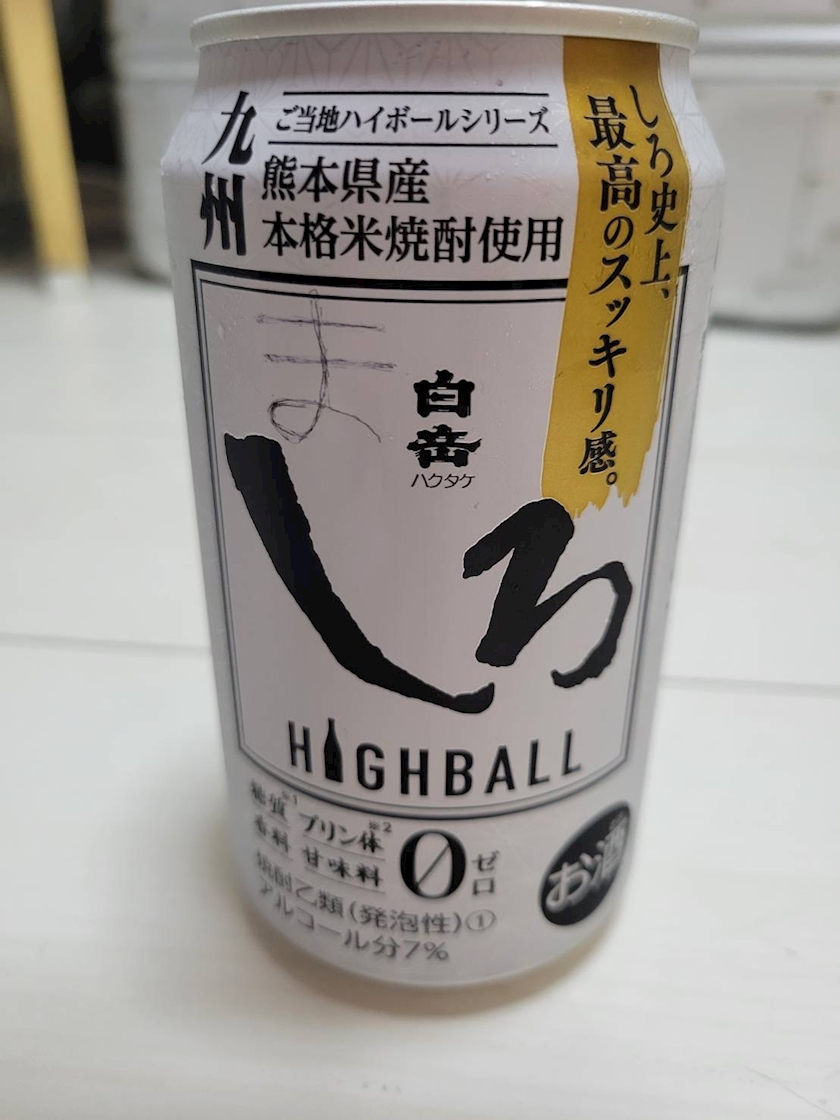 九州
ご当地ハイボールシリーズ
熊本県産
本格米焼酎使用
しろ史上、
最高のスッキリ感。
ま
白岳
ハクタケ
しろ
HIGHBALL
糖質※1 プリン体※2
香料 甘味料
0ゼロ
焼酎乙類(発泡性)①
アルコール分7%
お酒